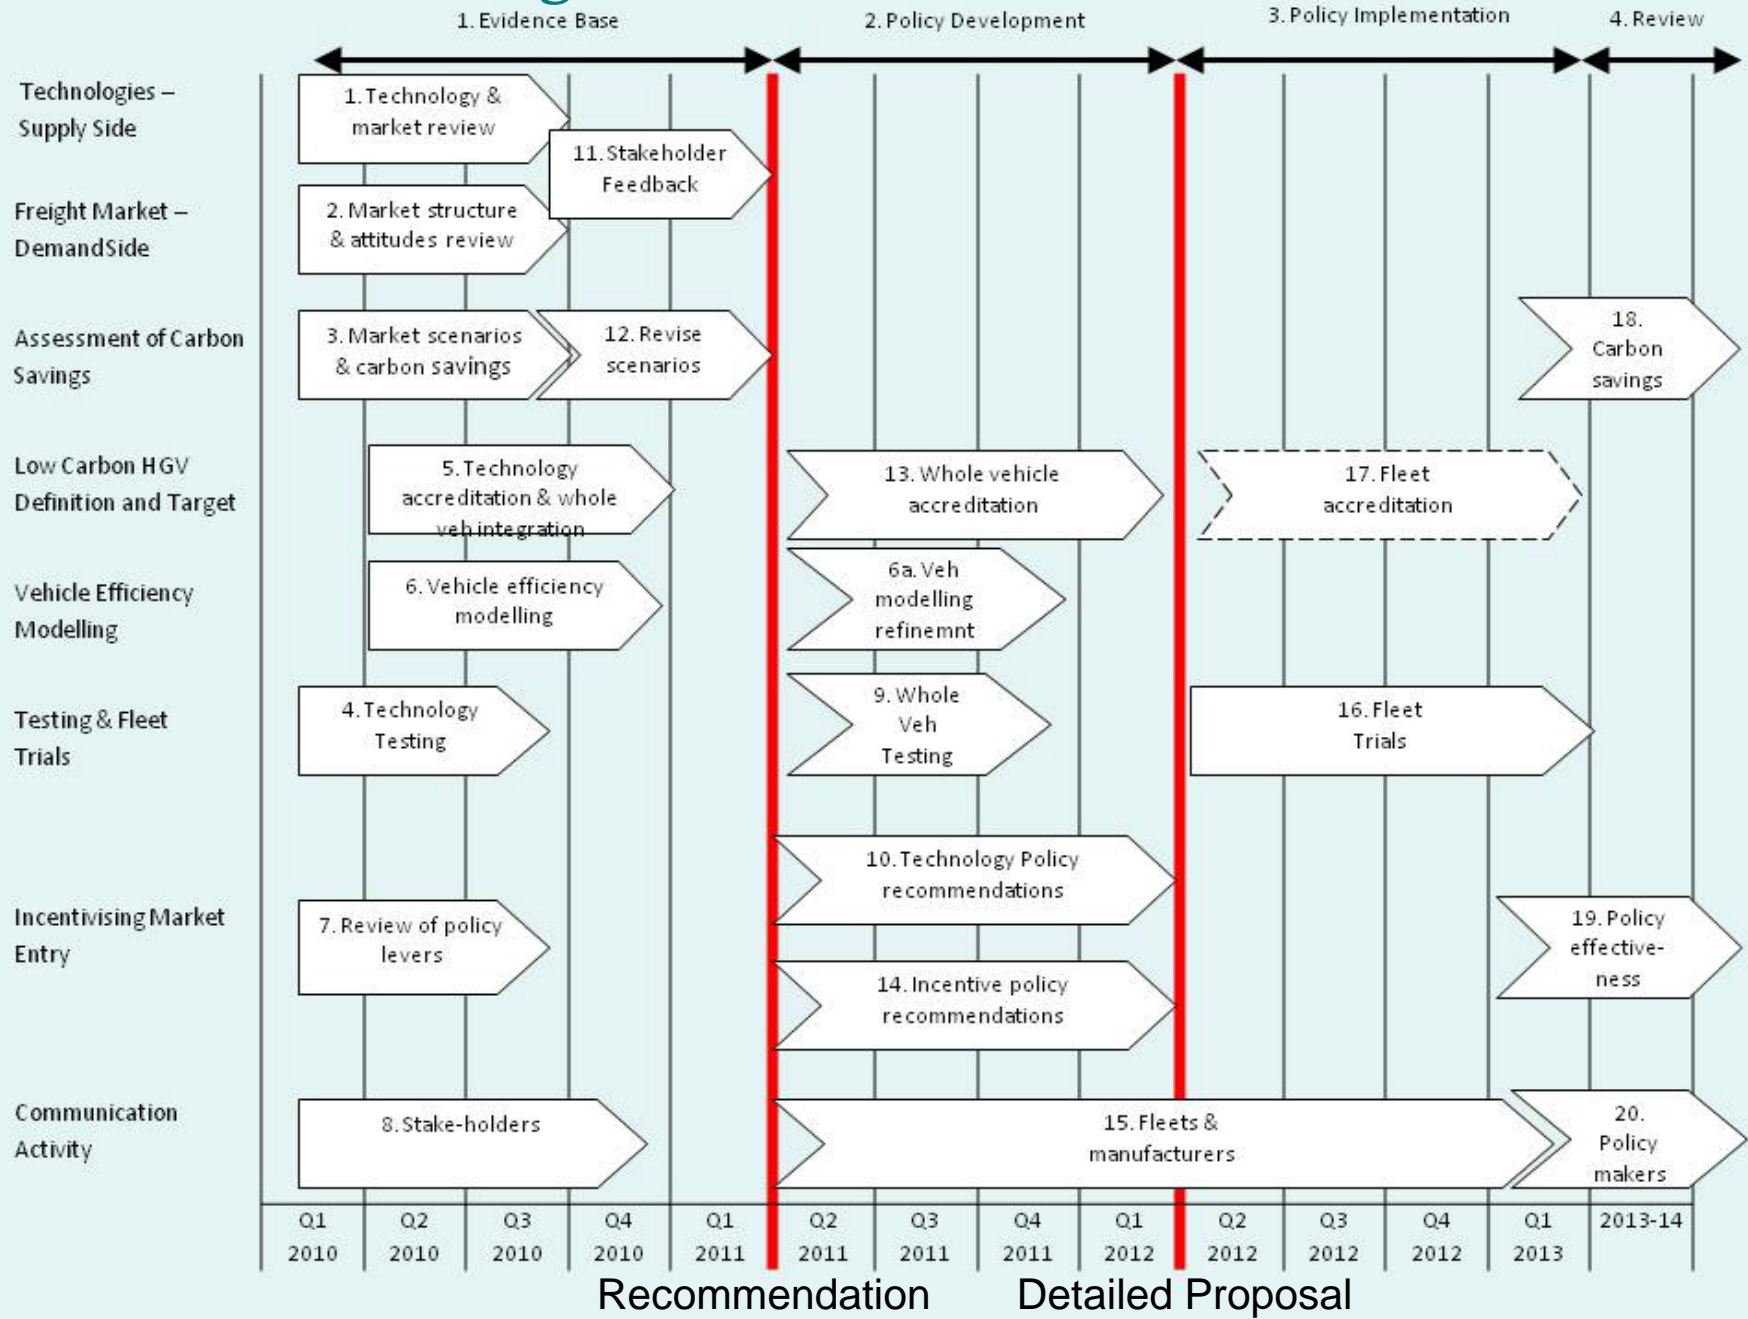 1. Evidence Base
2. Policy Development
3. Policy Implementation
4. Review
Technologies –
Supply Side
1. Technology &
market review
11. Stakeholder
Feedback
Freight Market –
DemandSide
2. Market structure
& attitudes review
Assessment of Carbon
Savings
3. Market scenarios
& carbon savings
12. Revise
scenarios
18.
Carbon
savings
Low Carbon HGV
Definition and Target
5. Technology
accreditation & whole
veh integration
13. Whole vehicle
accreditation
17. Fleet
accreditation
Vehicle Efficiency
Modelling
6. Vehicle efficiency
modelling
6a. Veh
modelling
refinemnt
Testing & Fleet
Trials
4. Technology
Testing
9. Whole
Veh
Testing
16. Fleet
Trials
Incentivising Market
Entry
7. Review of policy
levers
10. Technology Policy
recommendations
14. Incentive policy
recommendations
19. Policy
effective-
ness
Communication
Activity
8. Stake-holders
15. Fleets &
manufacturers
20.
Policy
makers
Q1 Q2 Q3 Q4 Q1 Q2 Q3 Q4 Q1 Q2 Q3 Q4 Q1 2013-14
2010 2010 2010 2010 2011 2011 2011 2011 2012 2012 2012 2012 2013
Recommendation Detailed Proposal